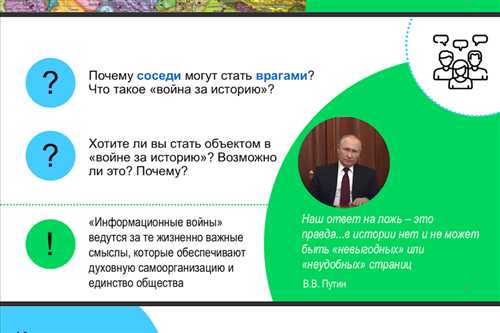 ?
Почему соседи могут стать врагами?
Что такое «война за историю»?
?
Хотите ли вы стать объектом в
«войне за историю»? Возможно
ли это? Почему?
!
«Информационные войны»
ведутся за те жизненно важные
смыслы, которые обеспечивают
духовную самоорганизацию и
единство общества
Наш ответ на ложь – это
правда...в истории нет и не может
быть «невыгодных» или
«неудобных» страниц
В.В. Путин